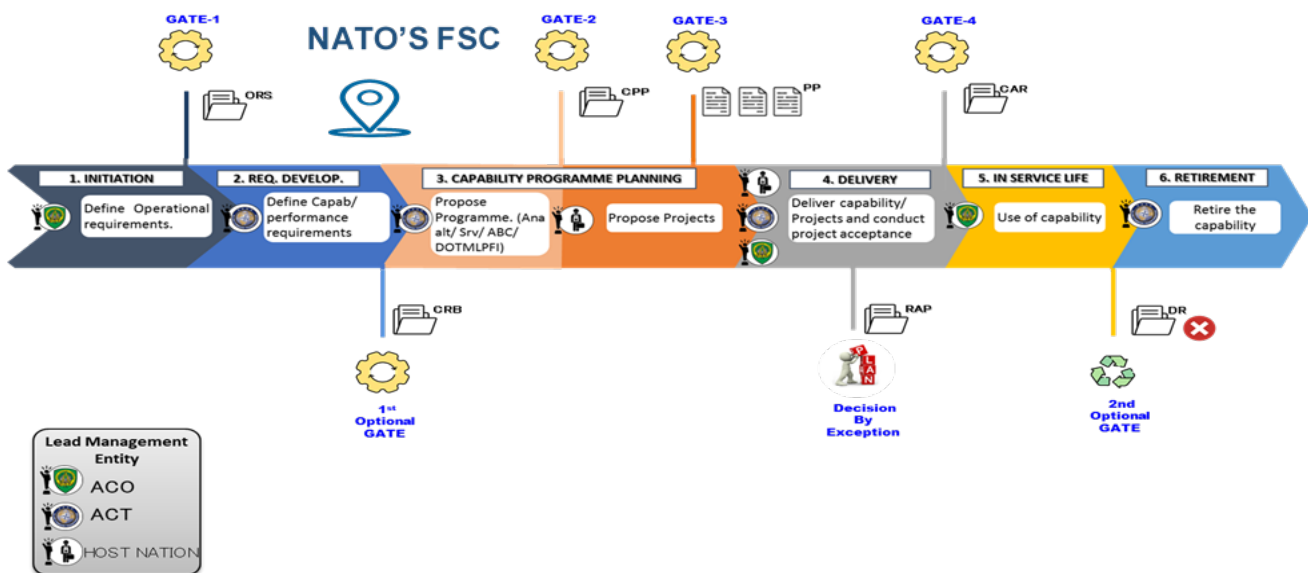 GATE-1
NATO'S FSC
GATE-2
GATE-3
GATE-4
ORS
CPP
PP
CAR
1. INITIATION
Define Operational
requirements.
2. REQ. DEVELOP.
Define Capab/
performance
requirements
3. CAPABILITY PROGRAMME PLANNING
Propose
Programme. (Ana
alt/ Srv/ ABC/
DOTMLPFI)
Propose Projects
4. DELIVERY
Deliver capability/
Projects and conduct
project acceptance
5. IN SERVICE LIFE
Use of capability
6. RETIREMENT
Retire the
capability
CRB
RAP
DR
PLAN
1st
Optional
GATE
Decision
By
Exception
2nd
Optional
GATE
Lead Management
Entity
ACO
ACT
HOST NATION